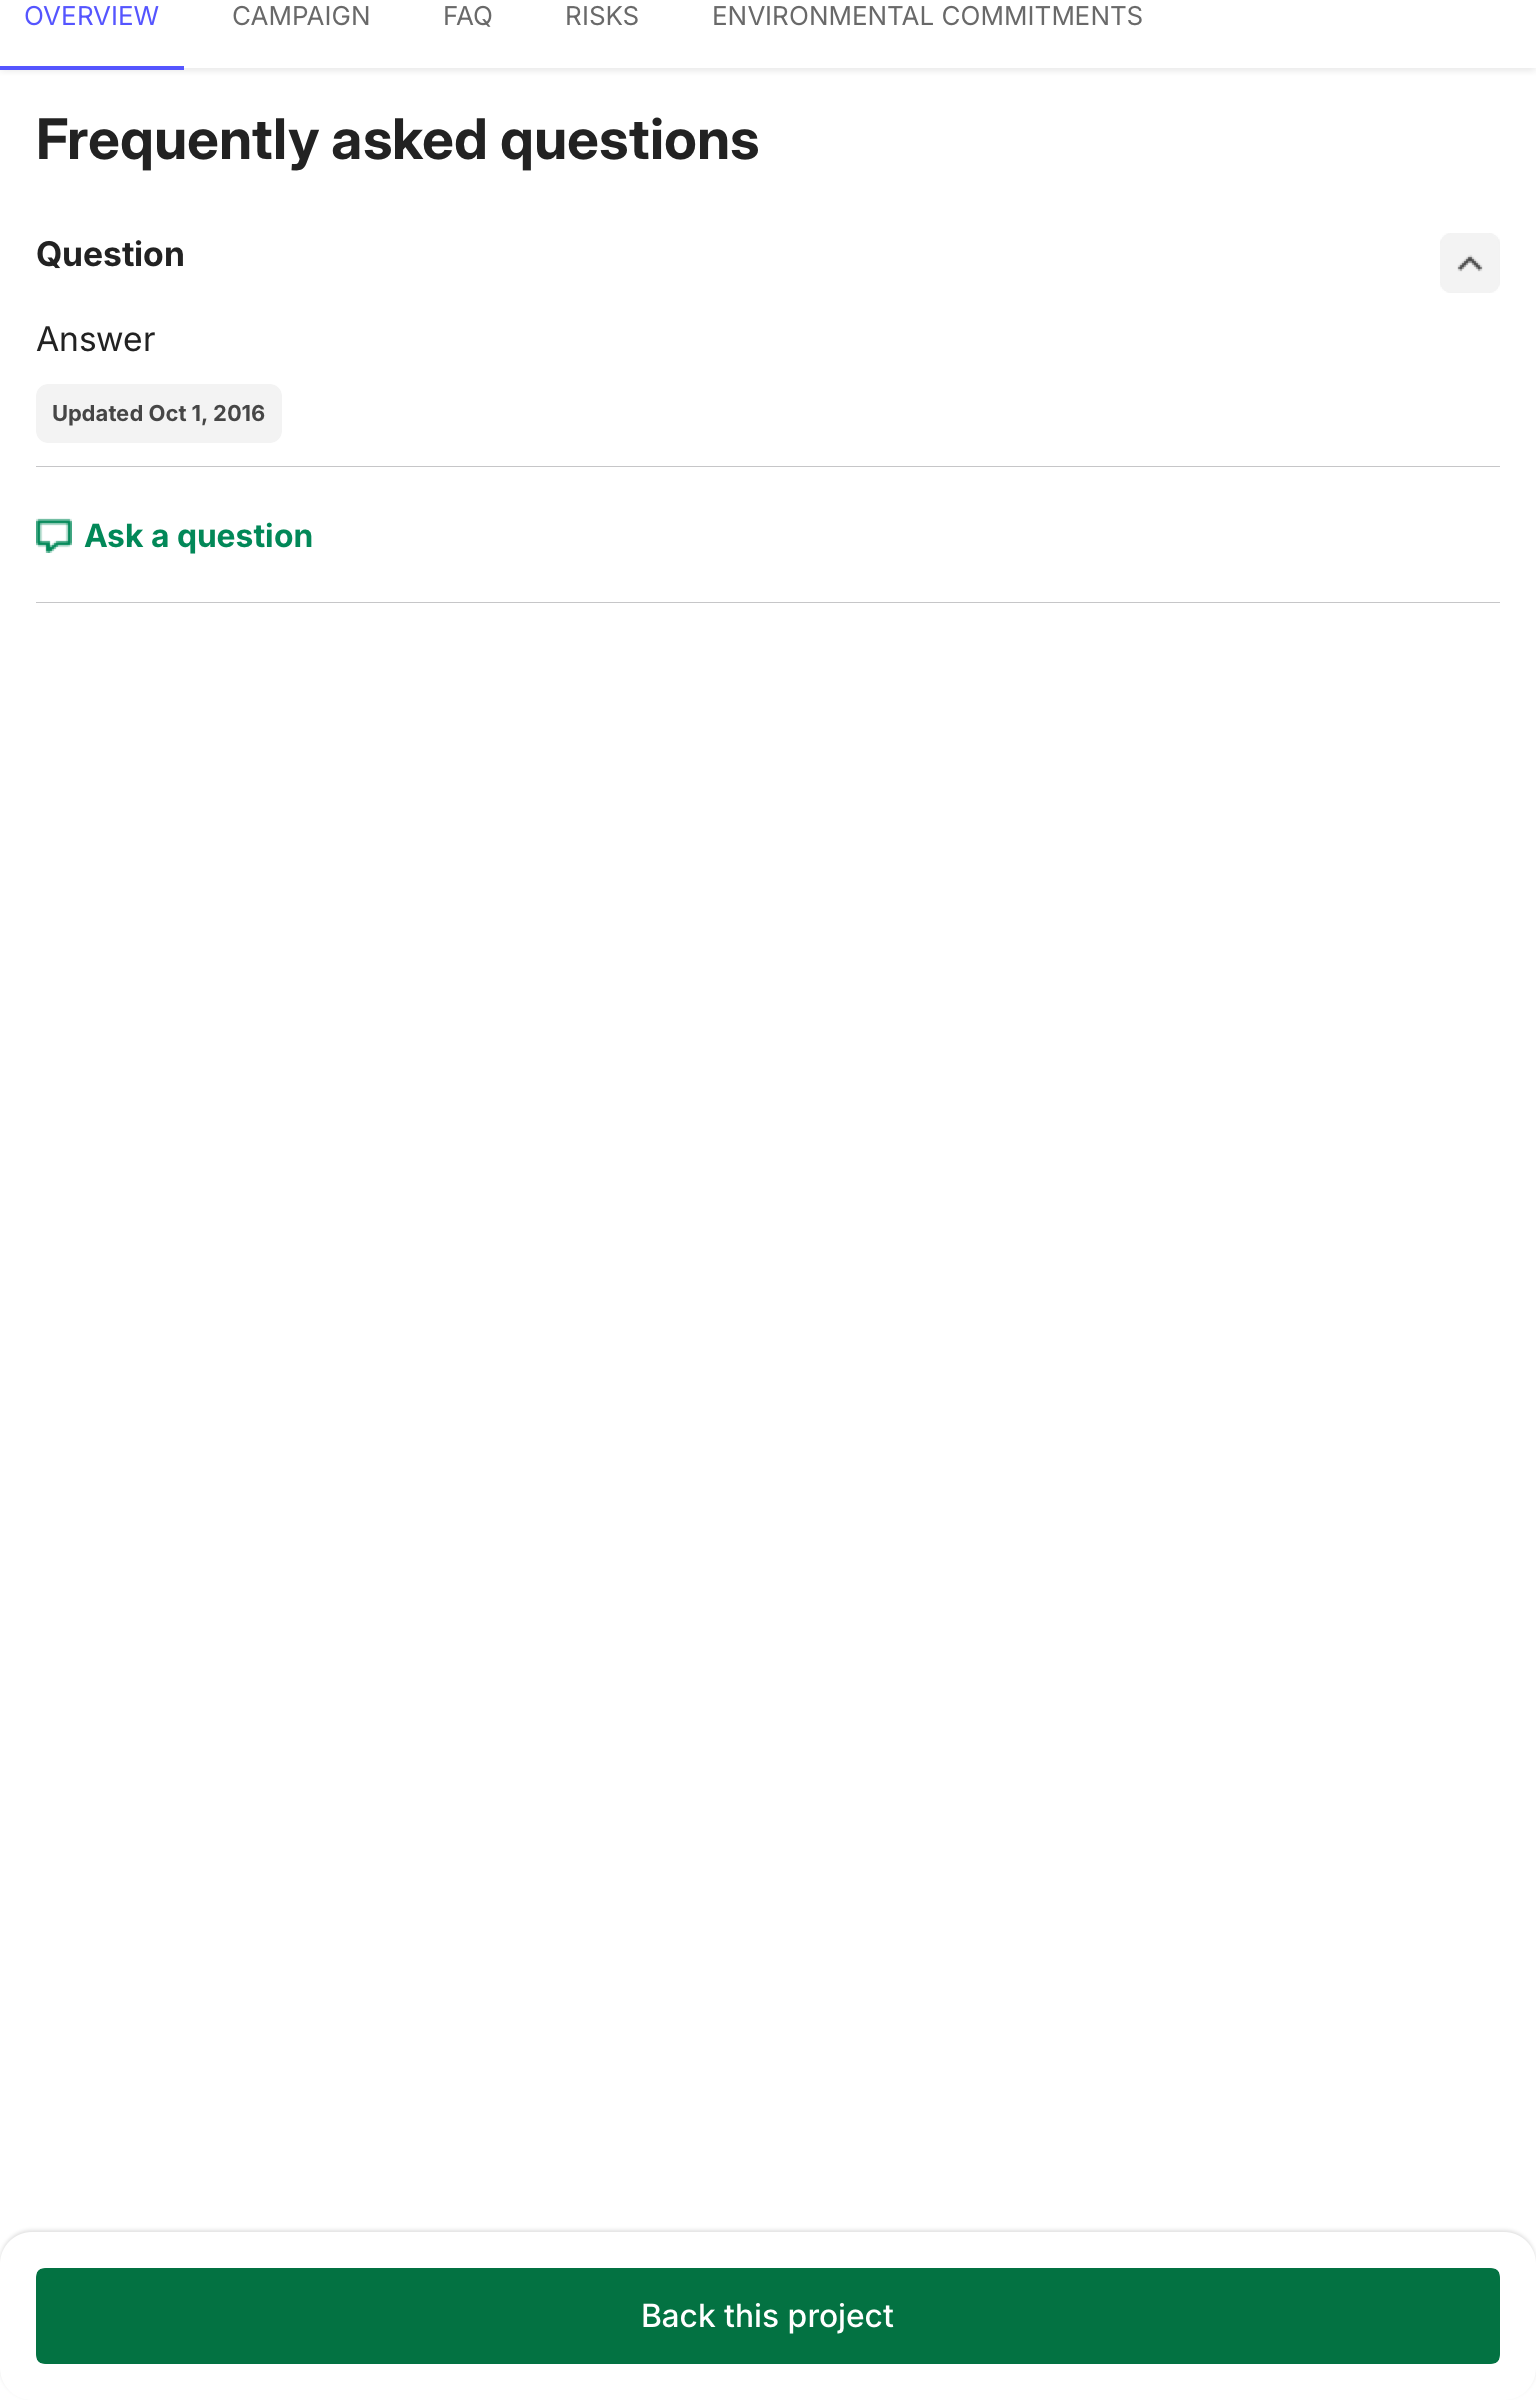 OVERVIEW CAMPAIGN FAQ RISKS ENVIRONMENTAL COMMITMENTS
Frequently asked questions
Question
Answer
Updated Oct 1, 2016
Ask a question
Back this project